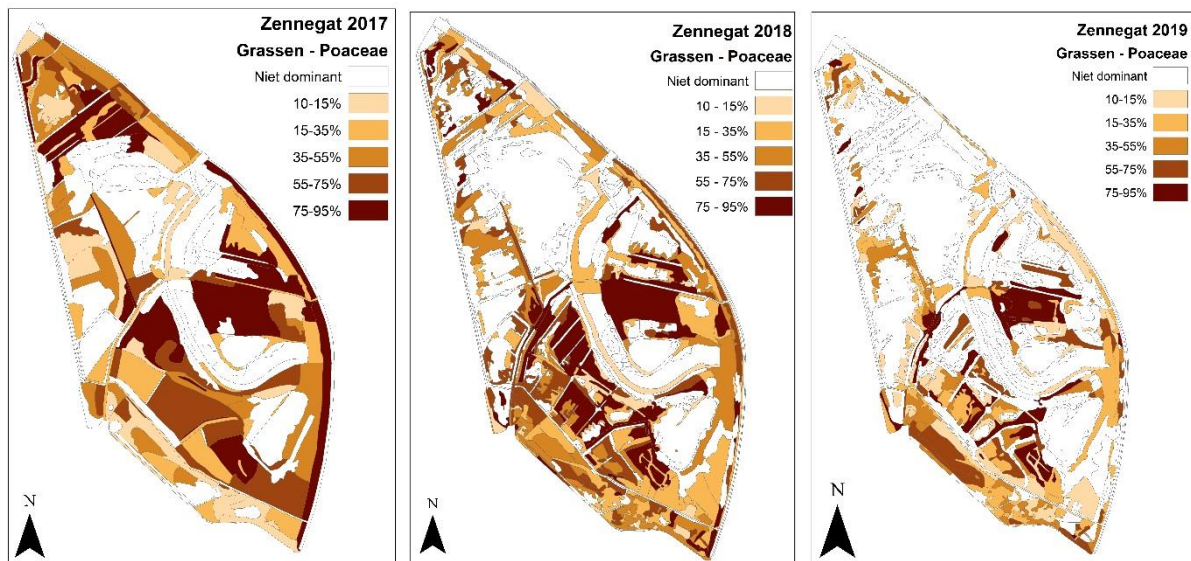 Zennegat 2017
Grassen - Poaceae
Niet dominant
10-15%
15-35%
35-55%
55-75%
75-95%
N
Zennegat 2018
Grassen - Poaceae
Niet dominant
10 - 15%
15 - 35%
35 - 55%
55 - 75%
75 - 95%
N
Zennegat 2019
Grassen - Poaceae
Niet dominant
10-15%
15-35%
35-55%
55-75%
75-95%
N